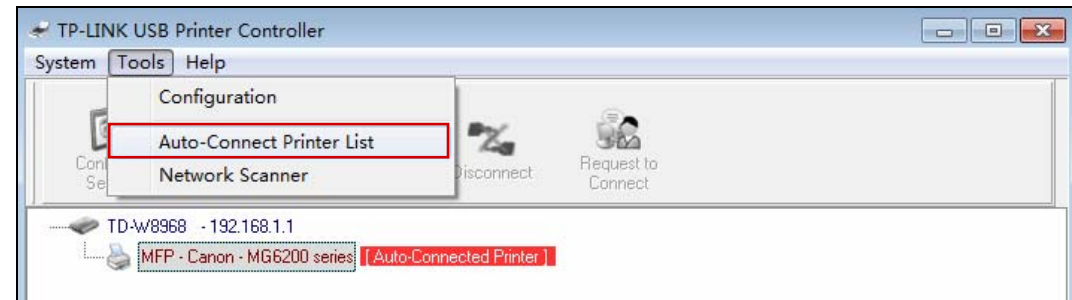 TP-LINK USB Printer Controller
System Tools Help
Configuration
Auto-Connect Printer List
Network Scanner
Disconnect
Request to
Connect
TD-W8968 - 192.168.1.1
MFP - Canon - MG6200 series [ Auto-Connected Printer ]